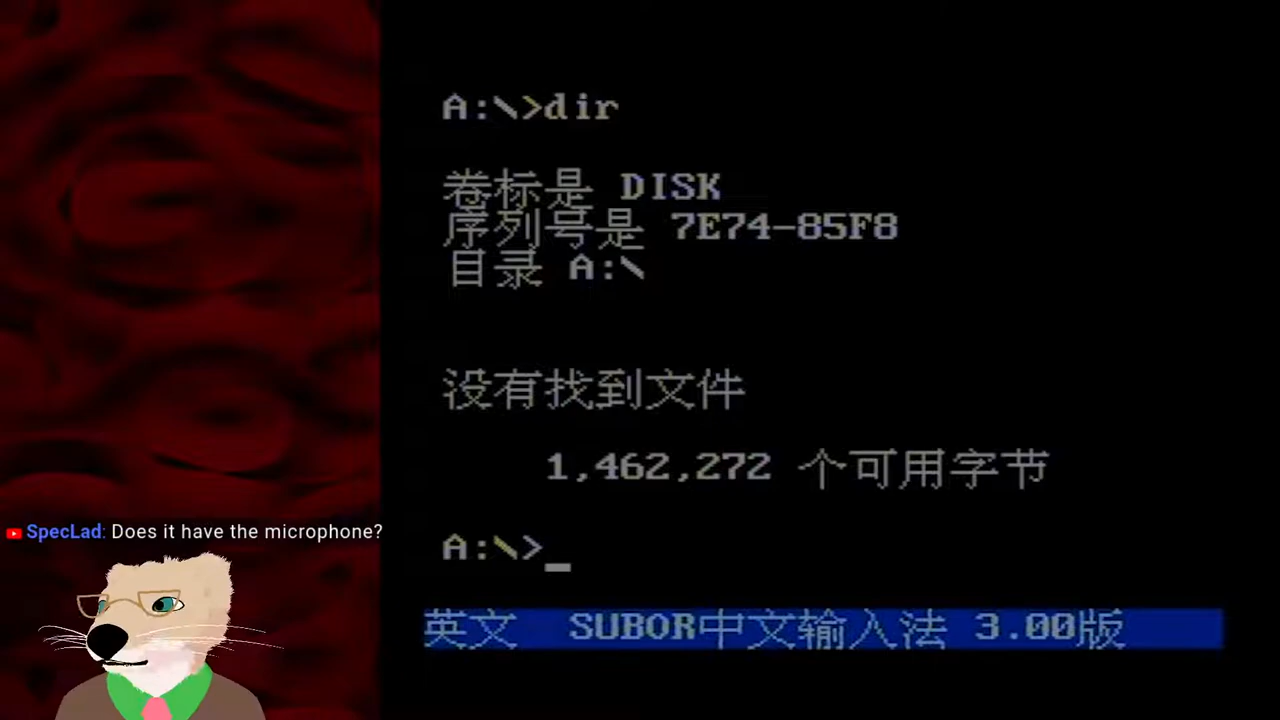 A:\>dir
卷标是 DISK
序列号是 7E74-85F8
目录 A:\
没有找到文件
1,462,272 个可用字节
SpecLad: Does it have the microphone?
A:\>_
英文 SUBOR中文输入法 3.00版